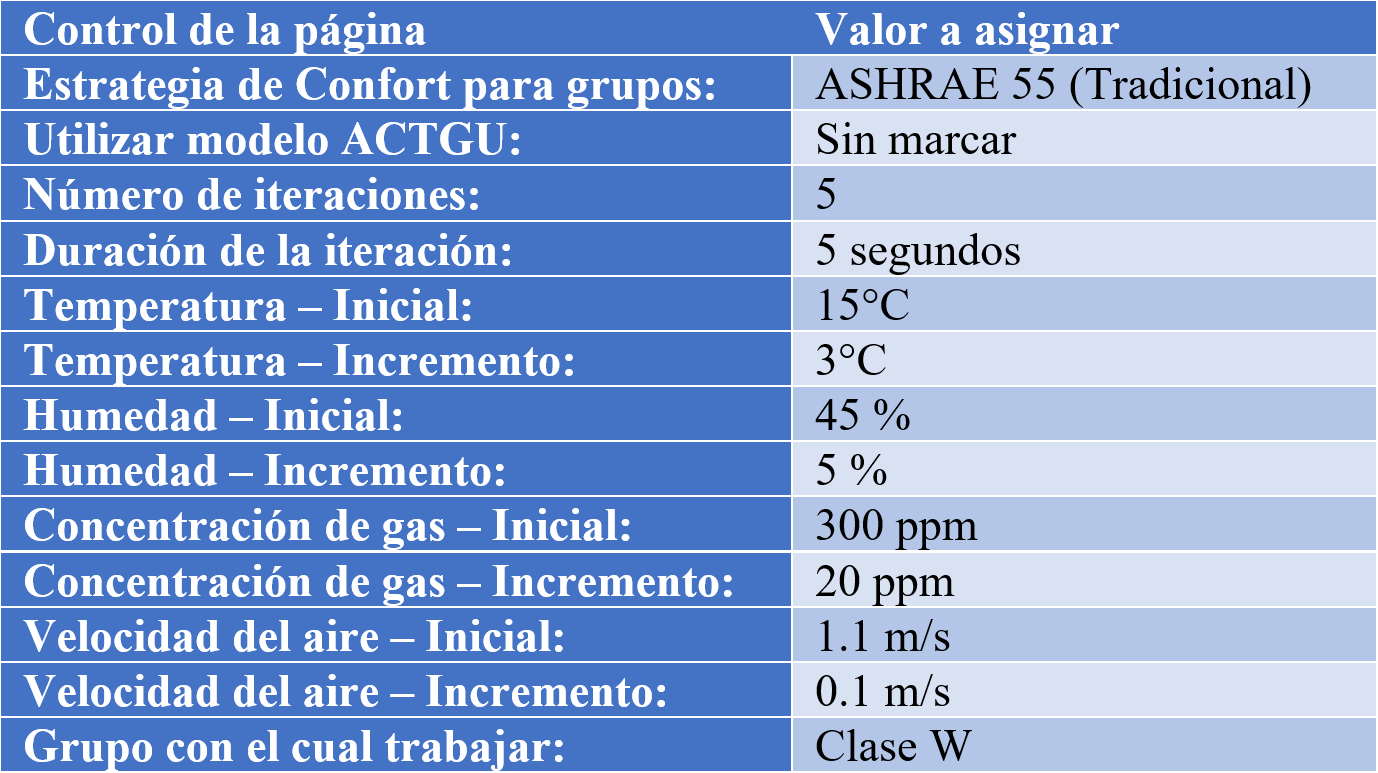 Control de la página Valor a asignar
Estrategia de Confort para grupos: ASHRAE 55 (Tradicional)
Utilizar modelo ACTGU: Sin marcar
Número de iteraciones: 5
Duración de la iteración: 5 segundos
Temperatura – Inicial: 15°C
Temperatura – Incremento: 3°C
Humedad – Inicial: 45 %
Humedad – Incremento: 5 %
Concentración de gas – Inicial: 300 ppm
Concentración de gas – Incremento: 20 ppm
Velocidad del aire – Inicial: 1.1 m/s
Velocidad del aire – Incremento: 0.1 m/s
Grupo con el cual trabajar: Clase W